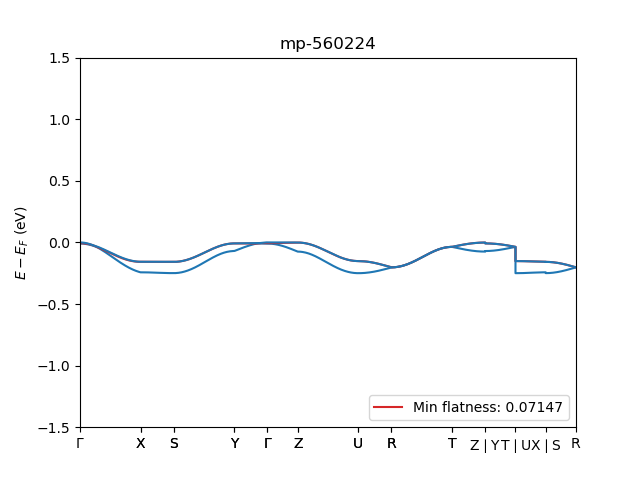 mp-560224
E − E_F (eV)
1.5
1.0
0.5
0.0
−0.5
−1.0
−1.5
Min flatness: 0.07147
Γ X S Y Γ Z U R T Z | Y T | U X | S R